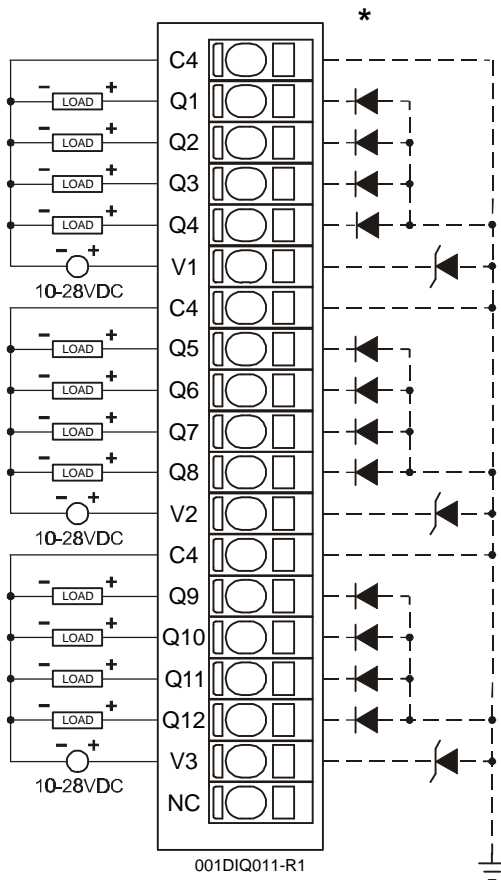 *
C4
- LOAD + Q1
- LOAD + Q2
- LOAD + Q3
- LOAD + Q4
- + V1
10-28VDC
C4
- LOAD + Q5
- LOAD + Q6
- LOAD + Q7
- LOAD + Q8
- + V2
10-28VDC
C4
- LOAD + Q9
- LOAD + Q10
- LOAD + Q11
- LOAD + Q12
- + V3
10-28VDC
NC
001DIQ011-R1